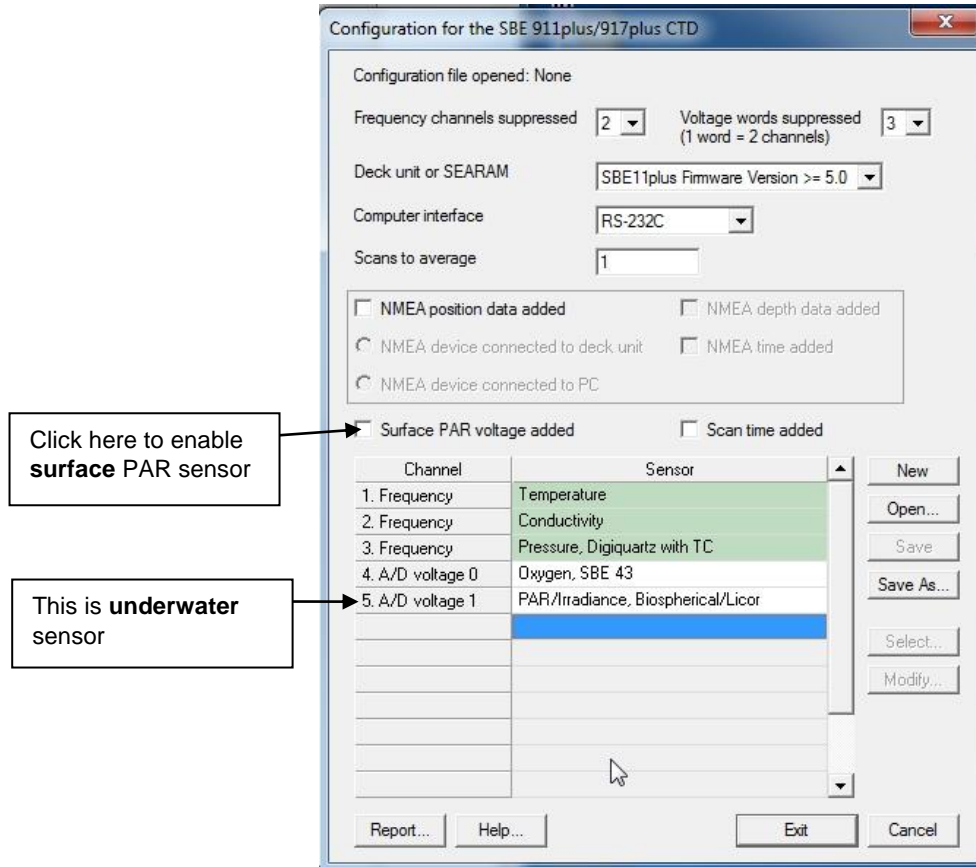 Configuration for the SBE 911plus/917plus CTD
Configuration file opened: None
Frequency channels suppressed 2 Voltage words suppressed 3
(1 word = 2 channels)
Deck unit or SEARAM SBE11plus Firmware Version >= 5.0
Computer interface RS-232C
Scans to average 1
NMEA position data added NMEA depth data added
NMEA device connected to deck unit NMEA time added
NMEA device connected to PC
Click here to enable
surface PAR sensor
Surface PAR voltage added Scan time added
Channel Sensor New
1. Frequency Temperature
2. Frequency Conductivity Open...
3. Frequency Pressure, Digiquartz with TC Save
4. A/D voltage 0 Oxygen, SBE 43 Save As...
This is underwater
sensor
5. A/D voltage 1 PAR/Irradiance, Biospherical/Licor
Select...
Modify...
Report... Help... Exit Cancel